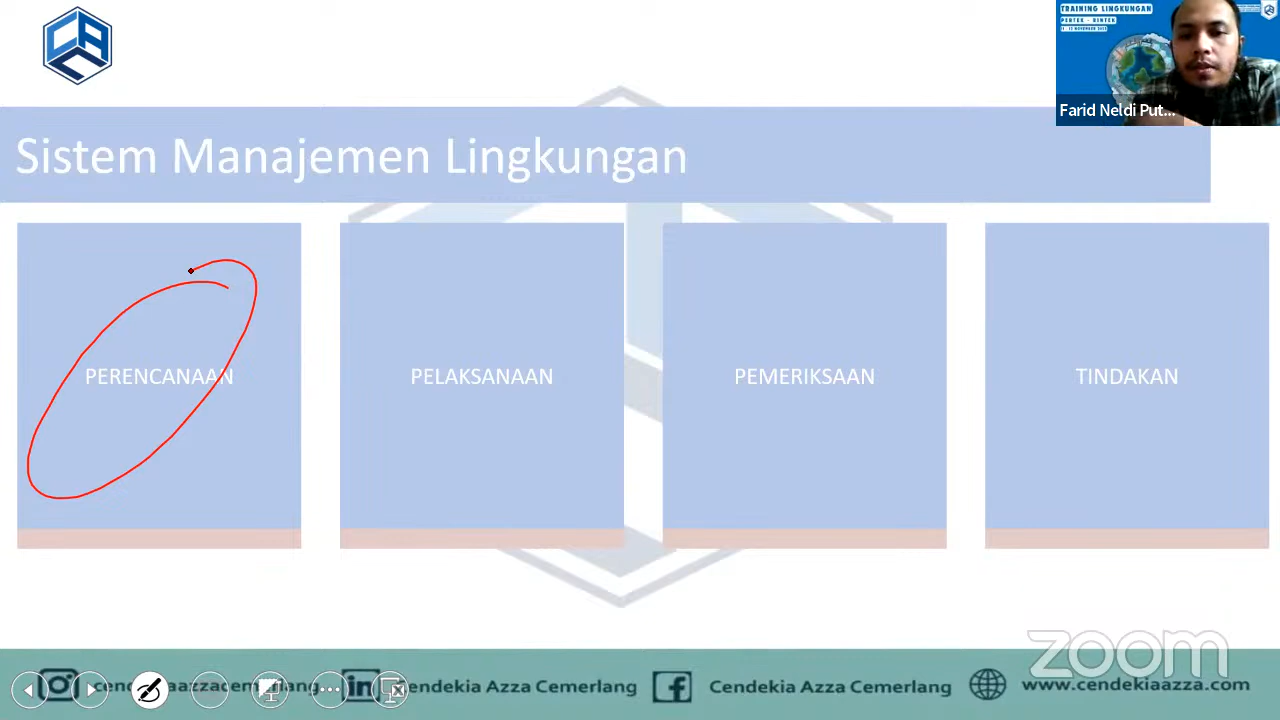 TRAINING LINGKUNGAN
Farid Neldi Put...
Sistem Manajemen Lingkungan
PERENCANAAN
PELAKSANAAN
PEMERIKSAAN
TINDAKAN
zoom
cendekiaazzacemerlang
Cendekia Azza Cemerlang
Cendekia Azza Cemerlang
www.cendekiaazza.com